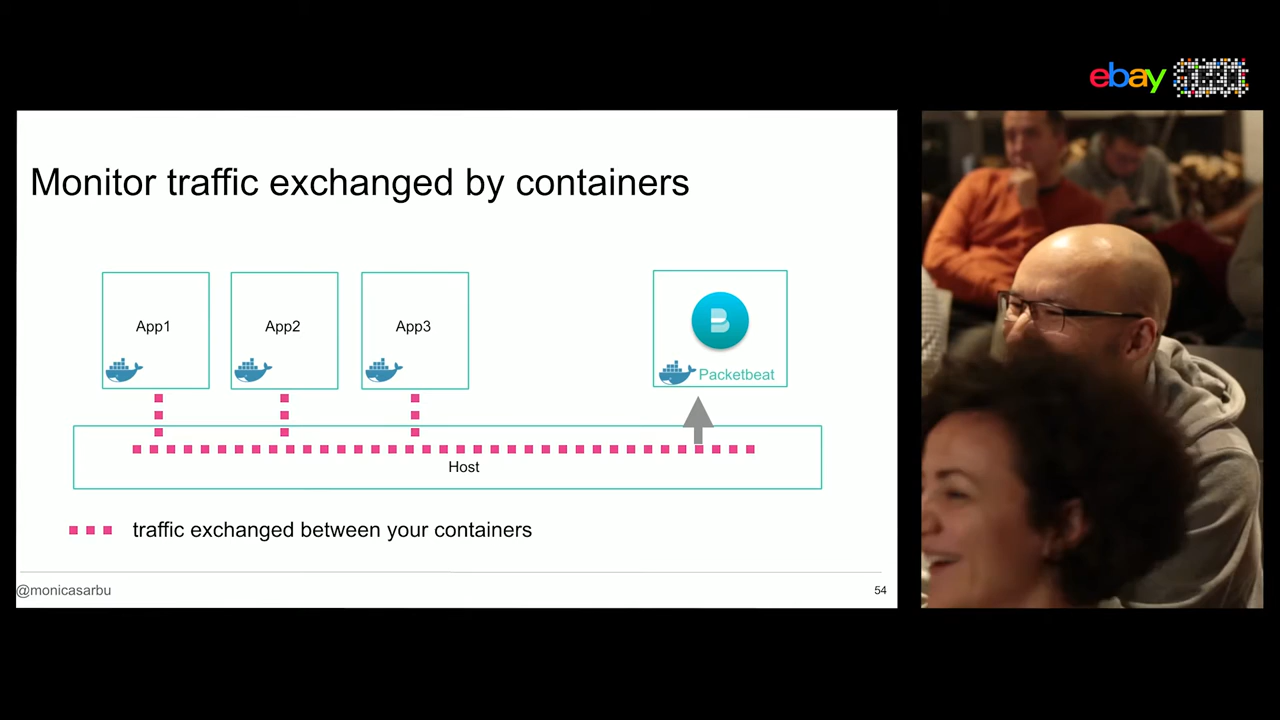 ebay
Monitor traffic exchanged by containers
App1
App2
App3
B
Packetbeat
Host
traffic exchanged between your containers
@monicasarbu
54